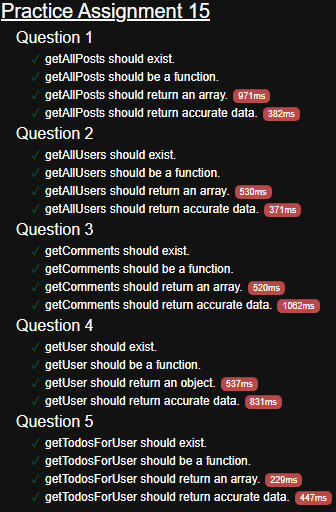 Practice Assignment 15
Question 1
✓ getAllPosts should exist.
✓ getAllPosts should be a function.
✓ getAllPosts should return an array. 971ms
✓ getAllPosts should return accurate data. 382ms
Question 2
✓ getAllUsers should exist.
✓ getAllUsers should be a function.
✓ getAllUsers should return an array. 530ms
✓ getAllUsers should return accurate data. 371ms
Question 3
✓ getComments should exist.
✓ getComments should be a function.
✓ getComments should return an array. 520ms
✓ getComments should return accurate data. 1062ms
Question 4
✓ getUser should exist.
✓ getUser should be a function.
✓ getUser should return an object. 537ms
✓ getUser should return accurate data. 831ms
Question 5
✓ getTodosForUser should exist.
✓ getTodosForUser should be a function.
✓ getTodosForUser should return an array. 229ms
✓ getTodosForUser should return accurate data. 447ms